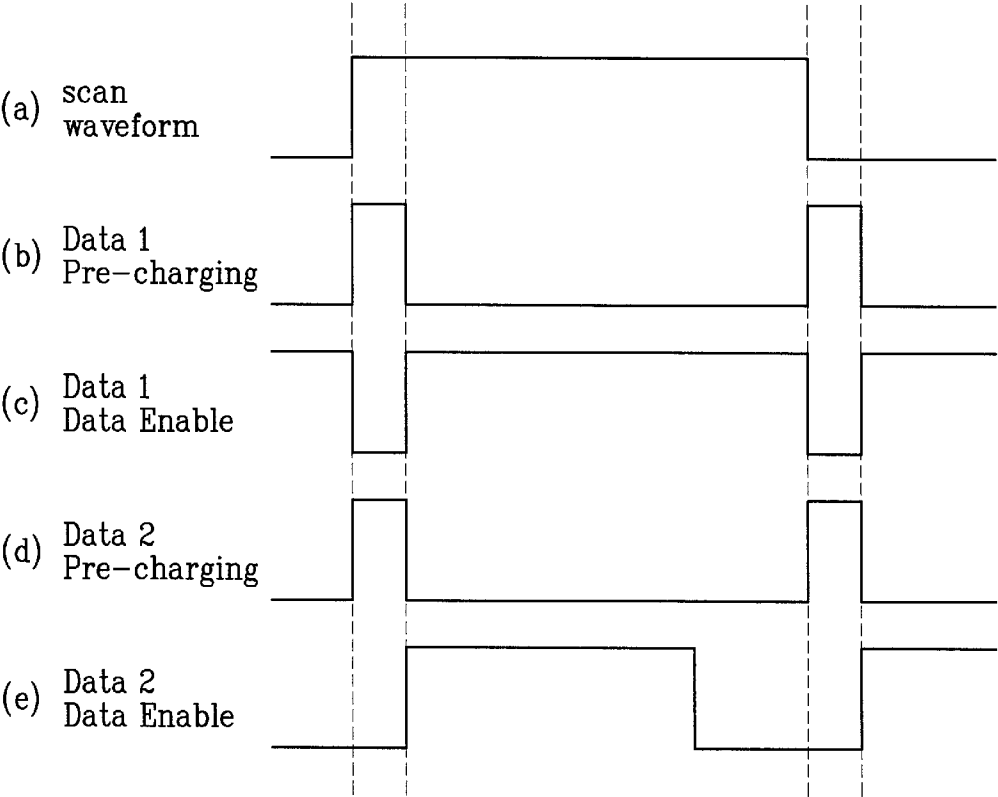 (a) scan
waveform
(b) Data 1
Pre-charging
(c) Data 1
Data Enable
(d) Data 2
Pre-charging
(e) Data 2
Data Enable